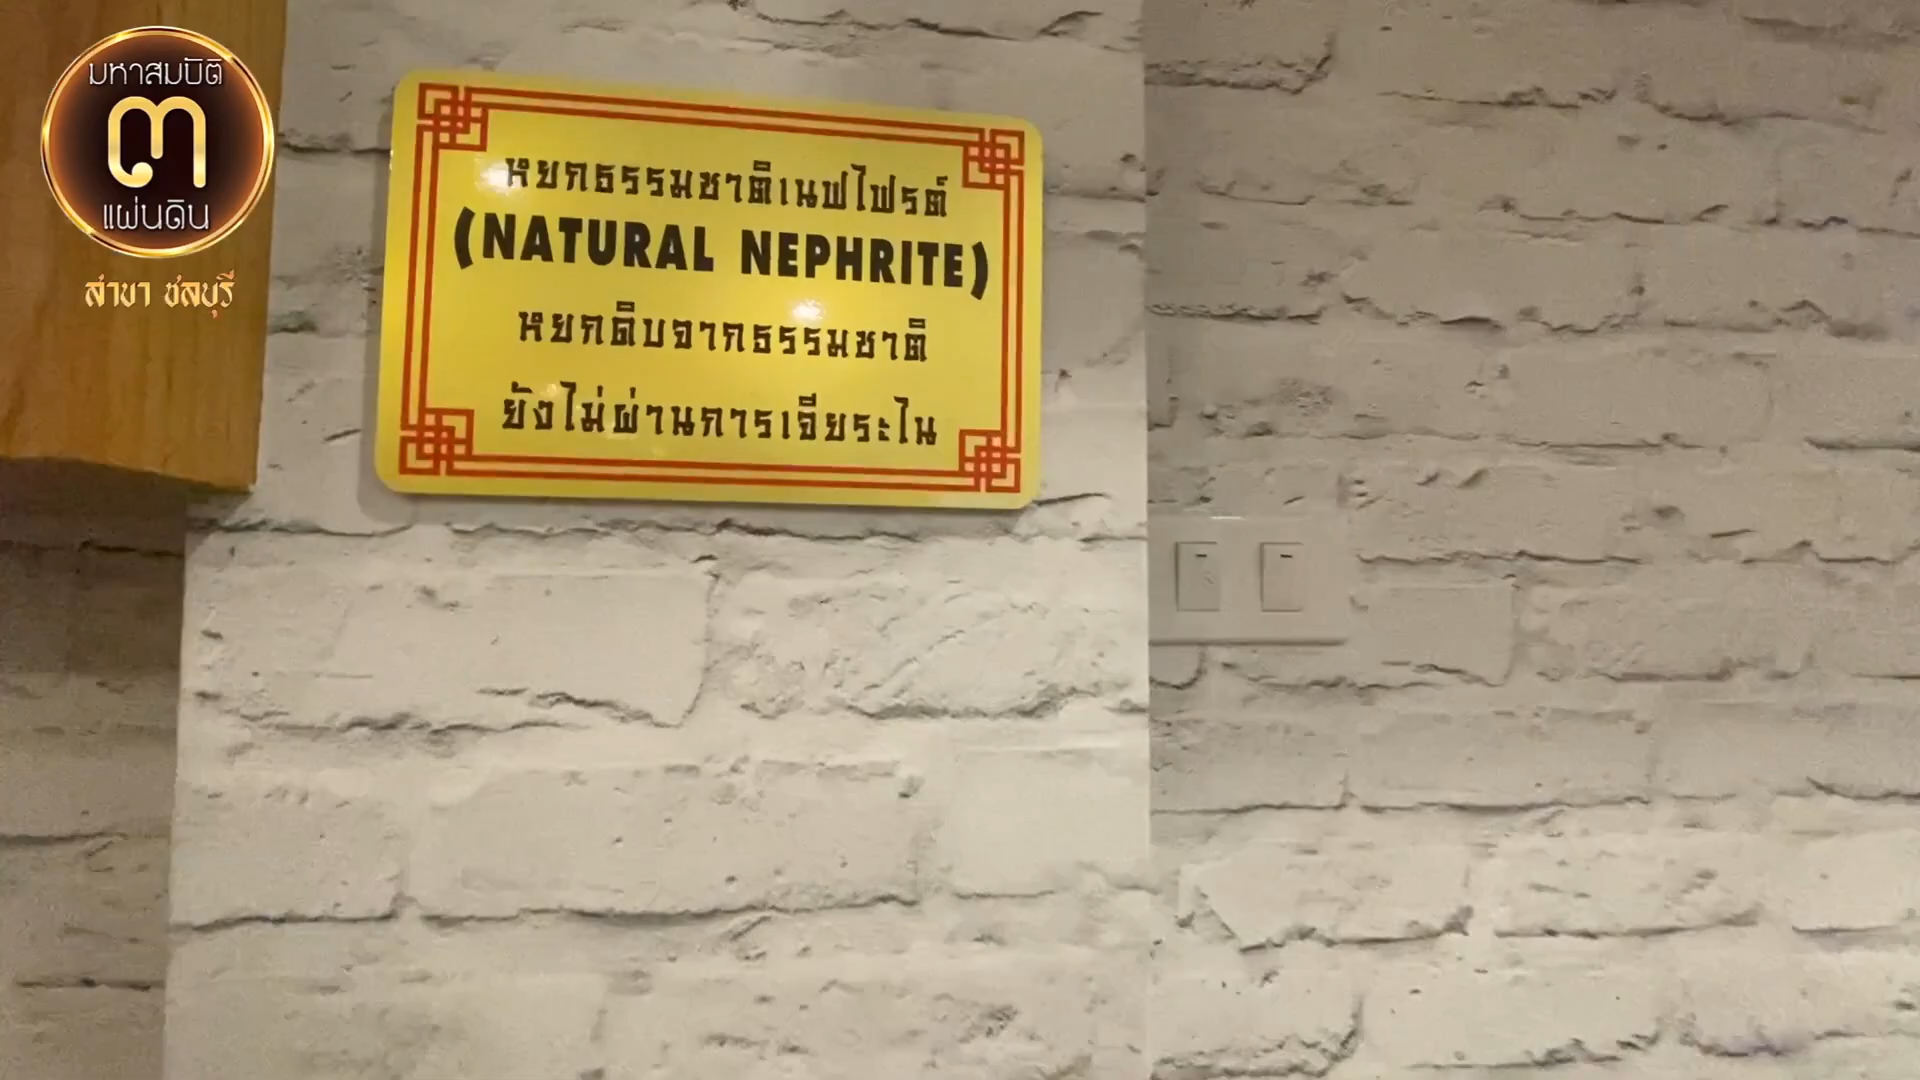 มหาสมบัติ
๓
แผ่นดิน
สาขา ชลบุรี
หยกธรรมชาติเนฟไฟรต์
(NATURAL NEPHRITE)
หยกดิบจากธรรมชาติ
ยังไม่ผ่านการเจียระไน